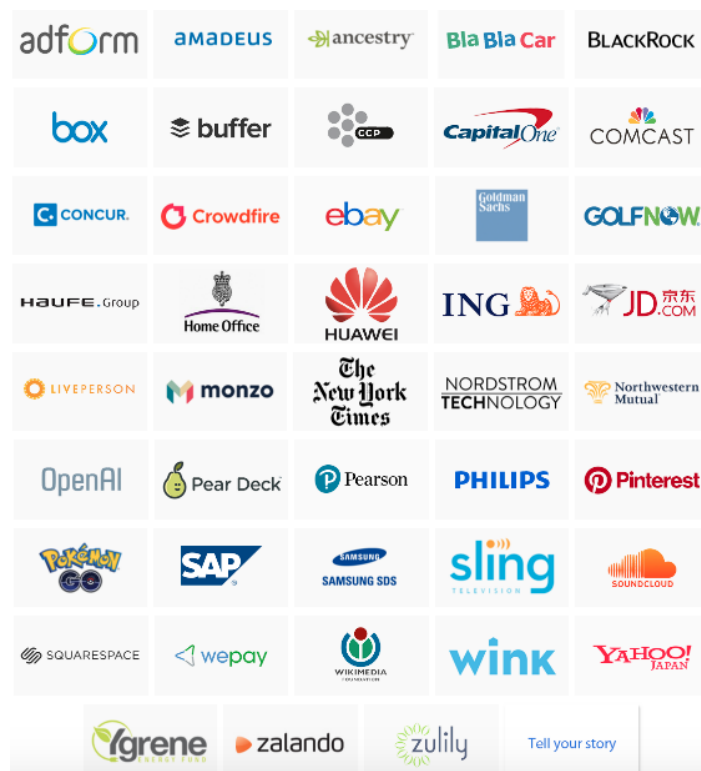 adform
amadeus
ancestry
Bla Bla Car
BLACKROCK
box
buffer
CCP
Capital One
COMCAST
C. CONCUR.
Crowdfire
ebay
Goldman
Sachs
GOLFNOW.
HAUFE.Group
Home Office
HUAWEI
ING
JD.京东
.COM
LIVEPERSON
monzo
The
New York
Times
NORDSTROM
TECHNOLOGY
Northwestern
Mutual
OpenAI
Pear Deck
P Pearson
PHILIPS
Pinterest
POKéMON
GO
SAP
SAMSUNG
SAMSUNG SDS
sling
TELEVISION
SOUNDCLOUD
SQUARESPACE
wepay
WIKIMEDIA
FOUNDATION
wink
YAHOO!
JAPAN
Ygrene
ENERGY FUND
zalando
zulily
Tell your story